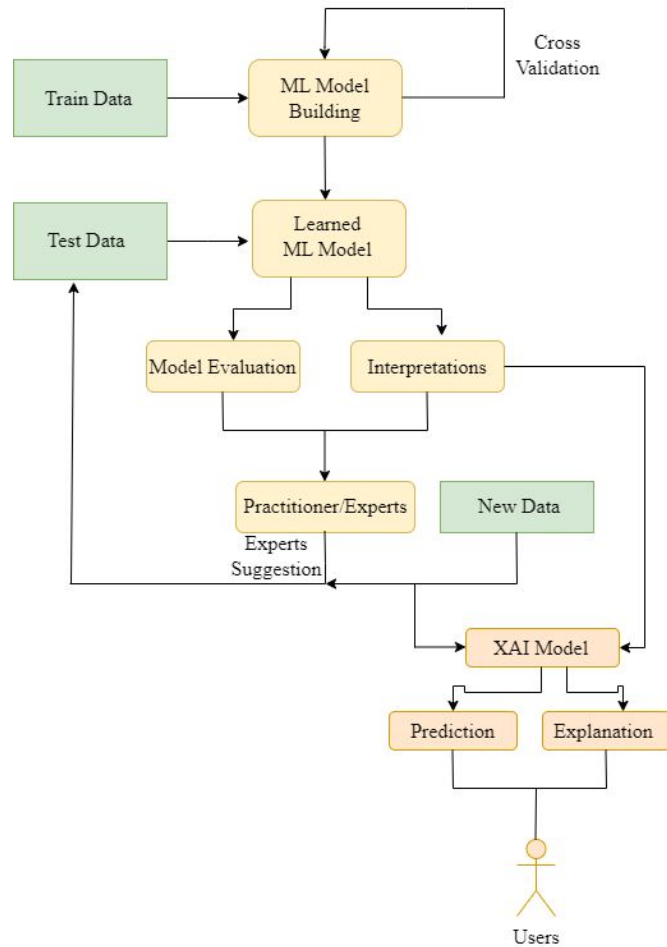 Cross
Validation
Train Data
ML Model
Building
Test Data
Learned
ML Model
Model Evaluation
Interpretations
Practitioner/Experts
New Data
Experts
Suggestion
XAI Model
Prediction
Explanation
Users